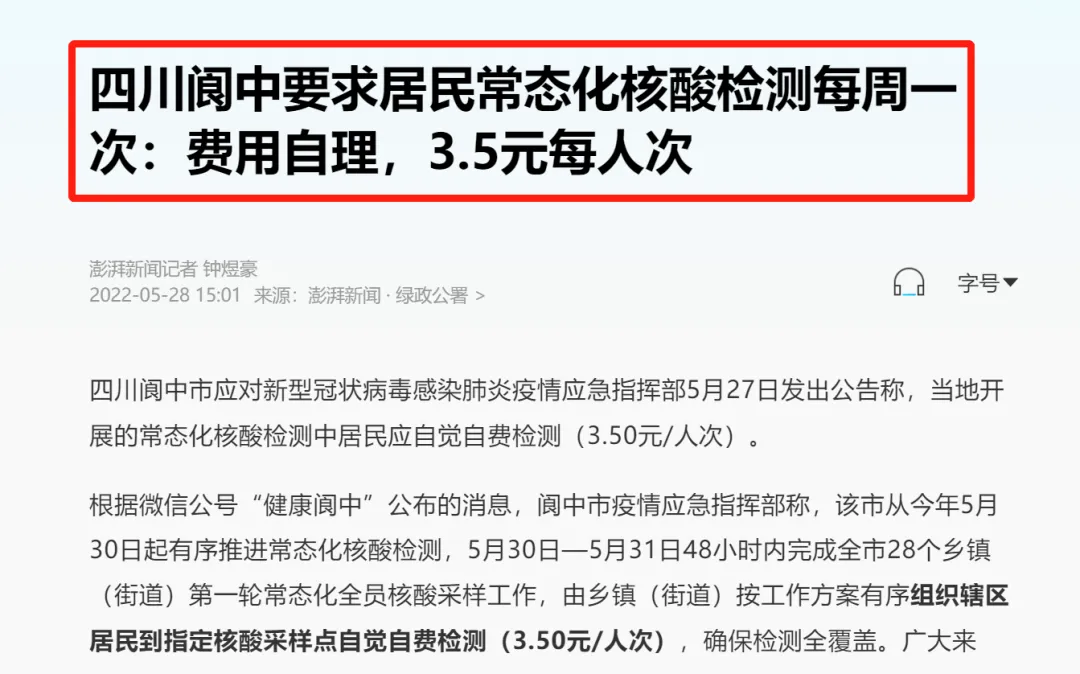 四川阆中要求居民常态化核酸检测每周一
次：费用自理，3.5元每人次
澎湃新闻记者 钟煜豪
2022-05-28 15:01 来源：澎湃新闻 · 绿政公署 >
字号
四川阆中市应对新型冠状病毒感染肺炎疫情应急指挥部5月27日发出公告称，当地开
展的常态化核酸检测中居民应自觉自费检测（3.50元/人次）。
根据微信公号“健康阆中”公布的消息，阆中市疫情应急指挥部称，该市从今年5月
30日起有序推进常态化核酸检测，5月30日—5月31日48小时内完成全市28个乡镇
（街道）第一轮常态化全员核酸采样工作，由乡镇（街道）按工作方案有序组织辖区
居民到指定核酸采样点自觉自费检测（3.50元/人次），确保检测全覆盖。广大来